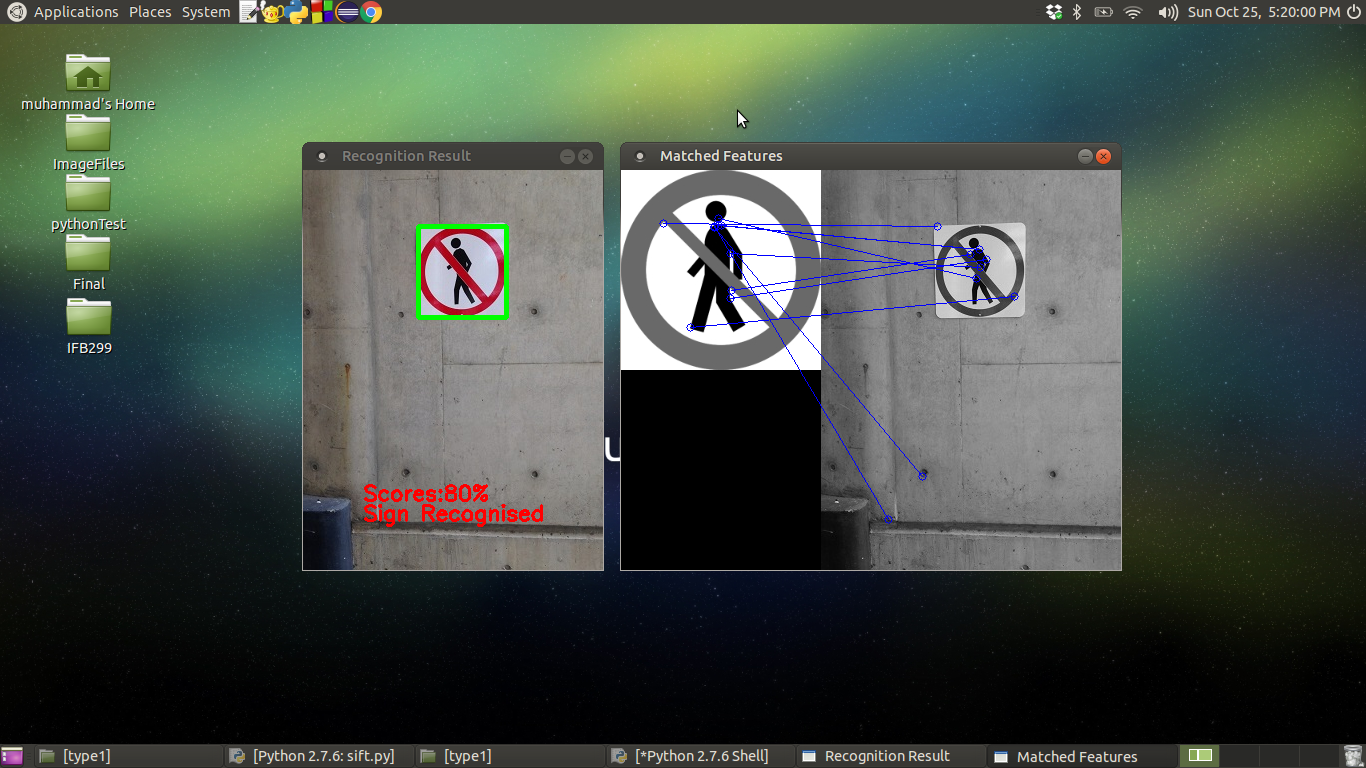 Applications Places System
Sun Oct 25, 5:20:00 PM
muhammad's Home
ImageFiles
pythonTest
Final
IFB299
Recognition Result
Matched Features
Scores:80%
Sign Recognised
[type1]
[Python 2.7.6: sift.py]
[type1]
[*Python 2.7.6 Shell]
Recognition Result
Matched Features